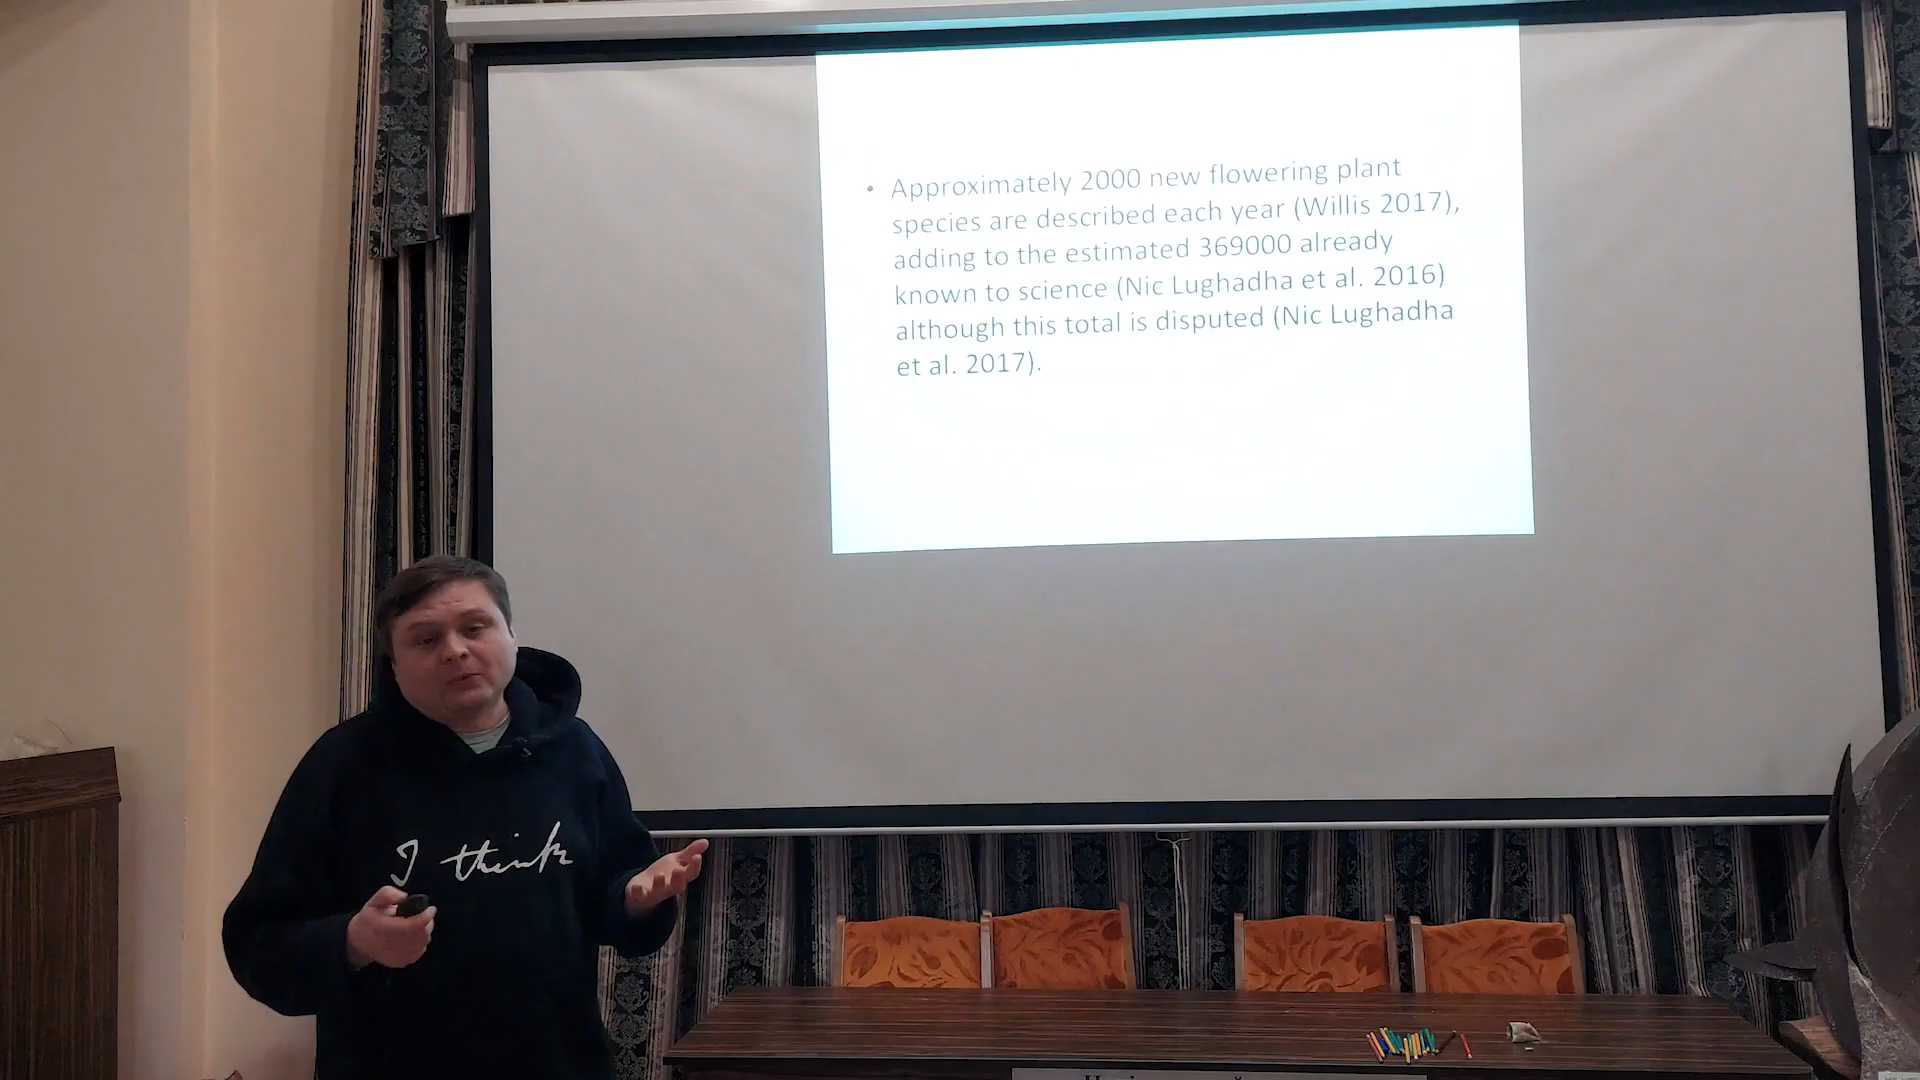 • Approximately 2000 new flowering plant
species are described each year (Willis 2017),
adding to the estimated 369000 already
known to science (Nic Lughadha et al. 2016)
although this total is disputed (Nic Lughadha
et al. 2017).
I think